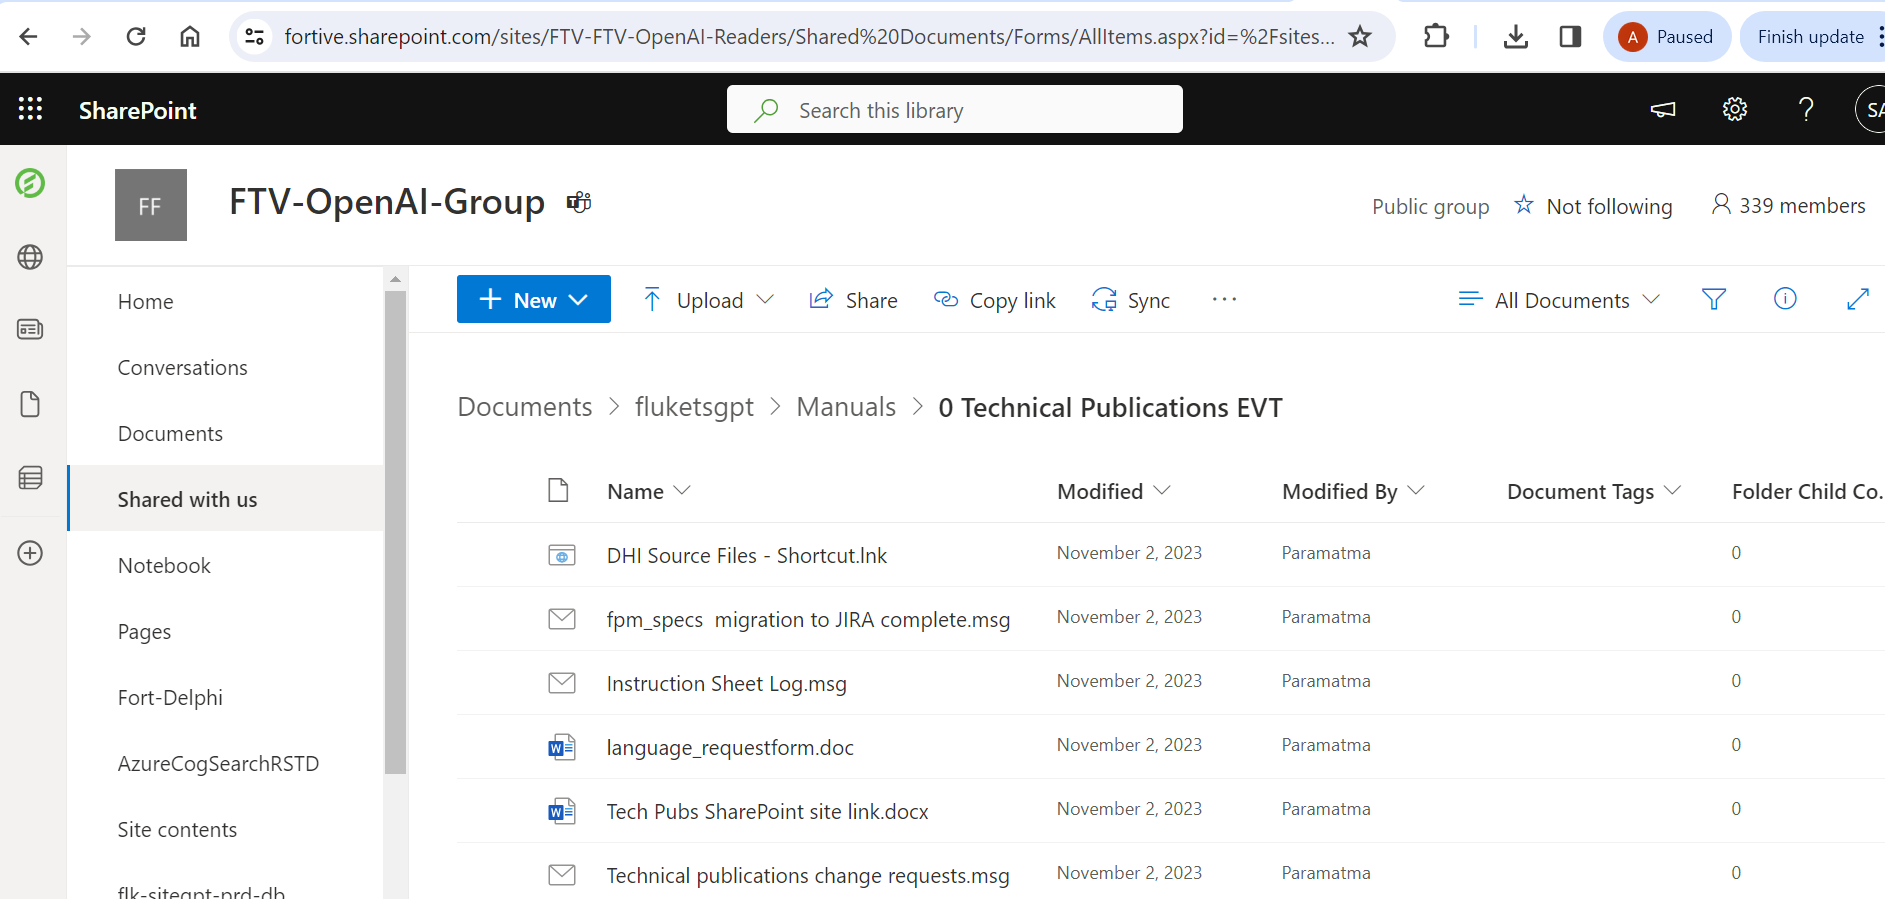 fortive.sharepoint.com/sites/FTV-FTV-OpenAI-Readers/Shared%20Documents/Forms/AllItems.aspx?id=%2Fsites...
A Paused
Finish update
SharePoint
Search this library
SA
FF
FTV-OpenAI-Group
Public group
Not following
339 members
Home
Conversations
Documents
Shared with us
Notebook
Pages
Fort-Delphi
AzureCogSearchRSTD
Site contents
flk-sitegpt-prd-db
New
Upload
Share
Copy link
Sync
All Documents
Documents > fluketsgpt > Manuals > 0 Technical Publications EVT
Name Modified Modified By Document Tags Folder Child Co.
DHI Source Files - Shortcut.lnk November 2, 2023 Paramatma 0
fpm_specs  migration to JIRA complete.msg November 2, 2023 Paramatma 0
Instruction Sheet Log.msg November 2, 2023 Paramatma 0
language_requestform.doc November 2, 2023 Paramatma 0
Tech Pubs SharePoint site link.docx November 2, 2023 Paramatma 0
Technical publications change requests.msg November 2, 2023 Paramatma 0